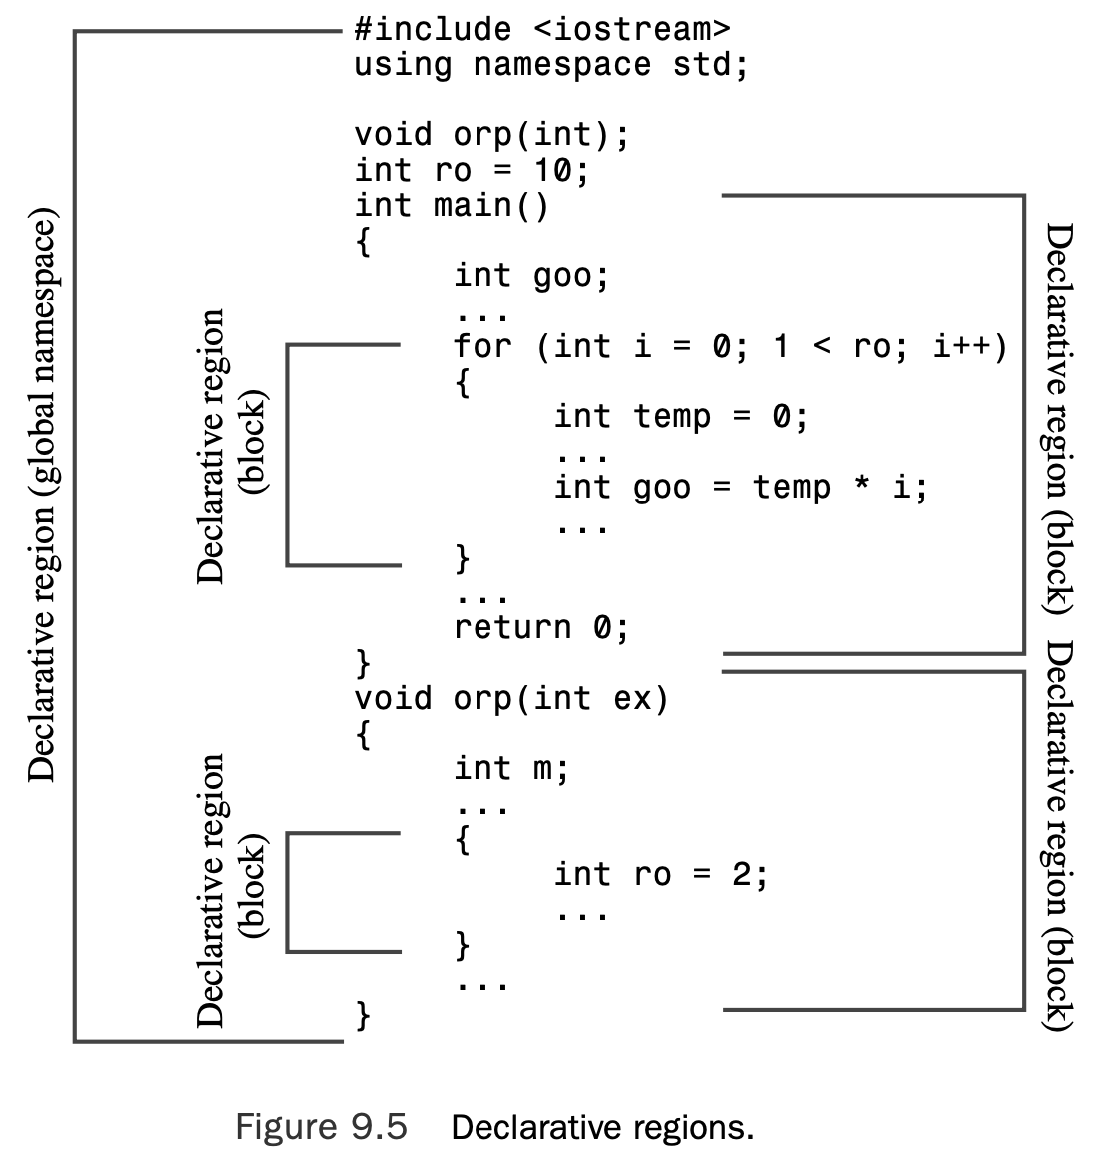 #include <iostream>
using namespace std;
void orp(int);
int ro = 10;
int main()
{
int goo;
...
for (int i = 0; 1 < ro; i++)
{
int temp = 0;
...
int goo = temp * i;
...
}
...
return 0;
}
void orp(int ex)
{
int m;
...
{
int ro = 2;
...
}
...
}
Declarative region (global namespace)
Declarative region
(block)
Declarative region
(block)
Declarative region (block)
Declarative region (block)
Figure 9.5 Declarative regions.